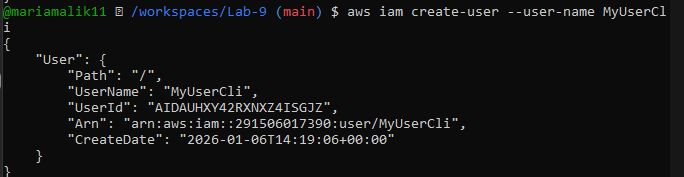 @mariamalik11 /workspaces/Lab-9 (main) $ aws iam create-user --user-name MyUserCl
i
{
    "User": {
        "Path": "/",
        "UserName": "MyUserCli",
        "UserId": "AIDAUHXY42RXNXZ4ISGJZ",
        "Arn": "arn:aws:iam::291506017390:user/MyUserCli",
        "CreateDate": "2026-01-06T14:19:06+00:00"
    }
}